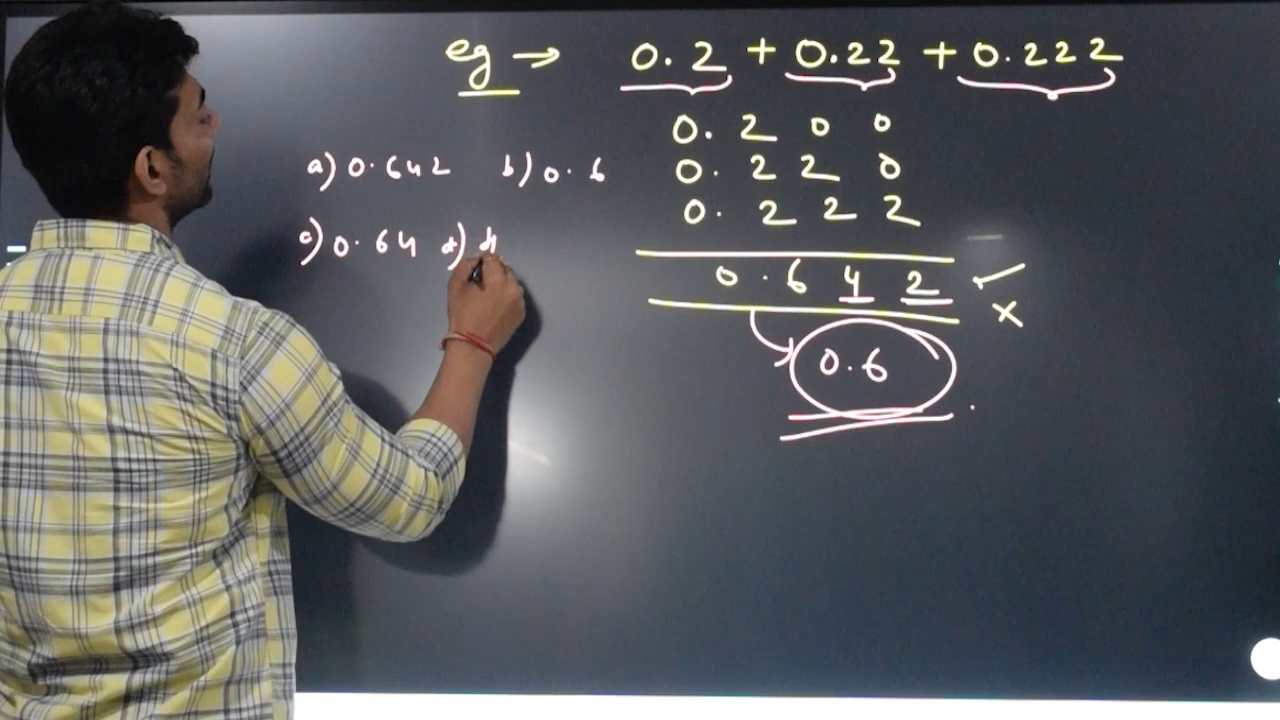 eg → 0.2 + 0.22 + 0.222
0.200
a) 0.642 b) 0.6
0.220
0.222
c) 0.64 d)
0.642 ✓
×
0.6